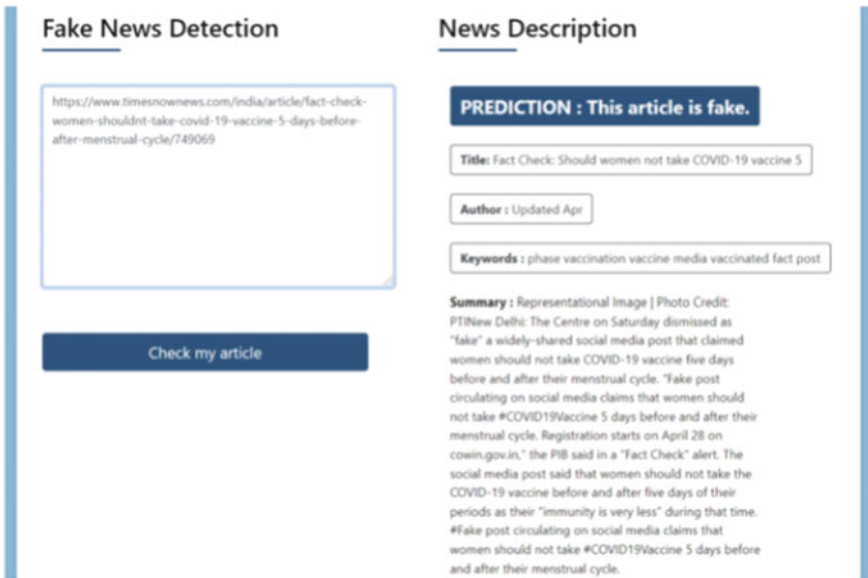 Fake News Detection
https://www.timesnownews.com/india/article/fact-check-
women-shouldnt-take-covid-19-vaccine-5-days-before-
after-menstrual-cycle/749069
Check my article
News Description
PREDICTION : This article is fake.
Title: Fact Check: Should women not take COVID-19 vaccine 5
Author : Updated Apr
Keywords : phase vaccination vaccine media vaccinated fact post
Summary : Representational Image | Photo Credit:
PTINew Delhi: The Centre on Saturday dismissed as
"fake" a widely-shared social media post that claimed
women should not take COVID-19 vaccine five days
before and after their menstrual cycle. "Fake post
circulating on social media claims that women should
not take #COVID19Vaccine 5 days before and after their
menstrual cycle. Registration starts on April 28 on
cowin.gov.in," the PIB said in a "Fact Check" alert. The
social media post said that women should not take the
COVID-19 vaccine before and after five days of their
periods as their "immunity is very less" during that time.
#Fake post circulating on social media claims that
women should not take #COVID19Vaccine 5 days before
and after their menstrual cycle.